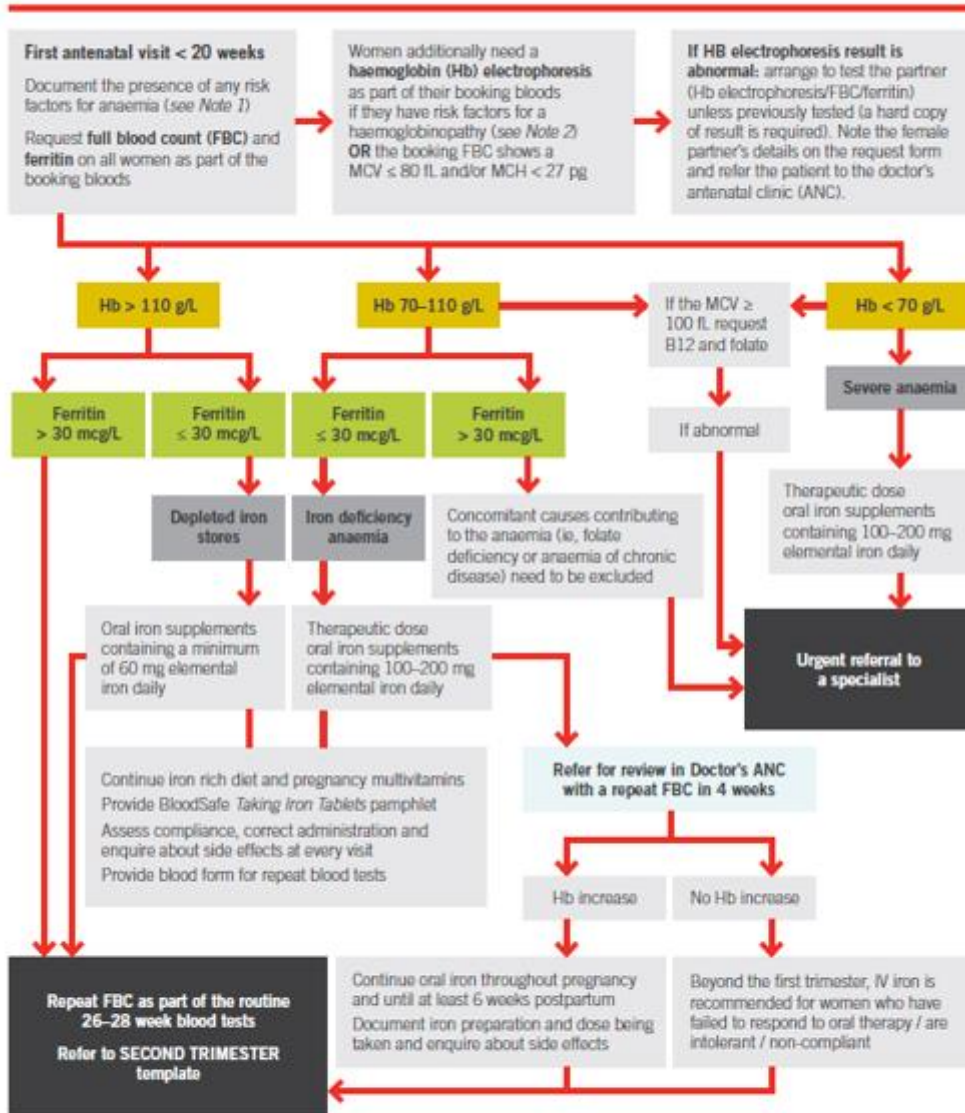 First antenatal visit < 20 weeks
Document the presence of any risk
factors for anaemia (see Note 1)
Request full blood count (FBC) and
ferritin on all women as part of the
booking bloods
Women additionally need a
haemoglobin (Hb) electrophoresis
as part of their booking bloods
if they have risk factors for a
haemoglobinopathy (see Note 2)
OR the booking FBC shows a
MCV ≤ 80 fL and/or MCH < 27 pg
If HB electrophoresis result is
abnormal: arrange to test the partner
(Hb electrophoresis/FBC/ferritin)
unless previously tested (a hard copy
of result is required). Note the female
partner's details on the request form
and refer the patient to the doctor's
antenatal clinic (ANC).
Hb > 110 g/L
Hb 70–110 g/L
If the MCV ≥
100 fL request
B12 and folate
Hb < 70 g/L
Ferritin
> 30 mcg/L
Ferritin
≤ 30 mcg/L
Ferritin
≤ 30 mcg/L
Ferritin
> 30 mcg/L
If abnormal
Severe anaemia
Depleted iron
stores
Iron deficiency
anaemia
Concomitant causes contributing
to the anaemia (ie, folate
deficiency or anaemia of chronic
disease) need to be excluded
Therapeutic dose
oral iron supplements
containing 100–200 mg
elemental iron daily
Oral iron supplements
containing a minimum
of 60 mg elemental
iron daily
Therapeutic dose
oral iron supplements
containing 100–200 mg
elemental iron daily
Urgent referral to
a specialist
Continue iron rich diet and pregnancy multivitamins
Provide BloodSafe Taking Iron Tablets pamphlet
Assess compliance, correct administration and
enquire about side effects at every visit
Provide blood form for repeat blood tests
Refer for review in Doctor's ANC
with a repeat FBC in 4 weeks
Hb increase
No Hb increase
Repeat FBC as part of the routine
26–28 week blood tests
Refer to SECOND TRIMESTER
template
Continue oral iron throughout pregnancy
and until at least 6 weeks postpartum
Document iron preparation and dose being
taken and enquire about side effects
Beyond the first trimester, IV iron is
recommended for women who have
failed to respond to oral therapy / are
intolerant / non-compliant